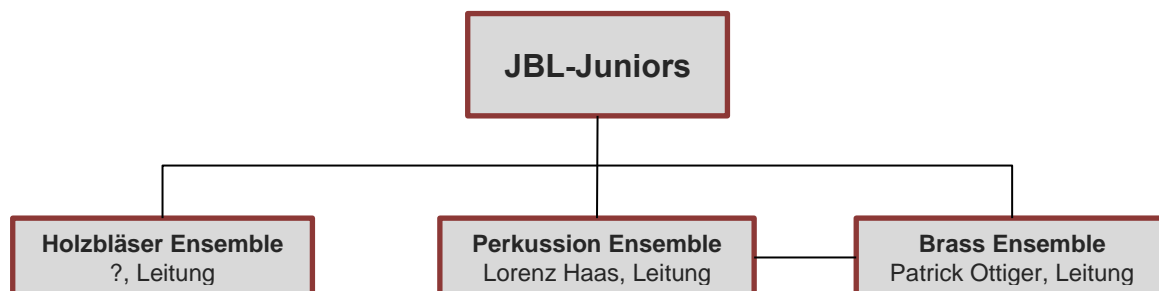 JBL-Juniors
Holzbläser Ensemble
?, Leitung
Perkussion Ensemble
Lorenz Haas, Leitung
Brass Ensemble
Patrick Ottiger, Leitung